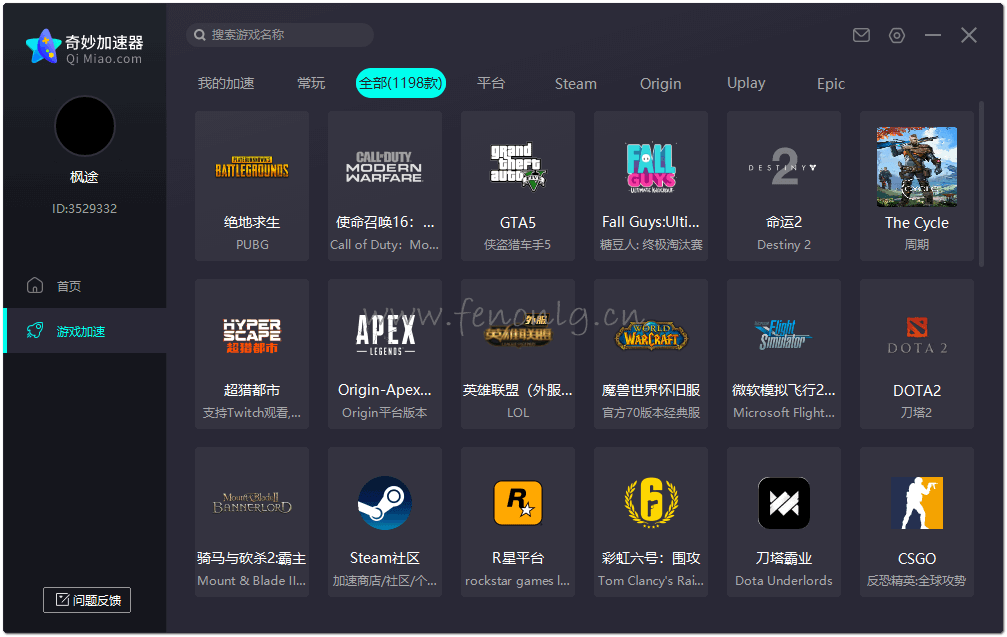 奇妙加速器
Qi Miao.com
搜索游戏名称
枫途
ID:3529332
首页
游戏加速
问题反馈
我的加速 常玩 全部(1198款) 平台 Steam Origin Uplay Epic
PLAYERUNKNOWN'S
BATTLEGROUNDS
绝地求生
PUBG
CALL OF DUTY
MODERN
WARFARE
使命召唤16：...
Call of Duty：Mo...
grand
theft
auto
V
GTA5
侠盗猎车手5
FALL
GUYS
ULTIMATE KNOCKOUT
Fall Guys:Ulti...
糖豆人: 终极淘汰赛
DESTINY
2
命运2
Destiny 2
CYCLE
The Cycle
周期
www.fenanlg.cn
HYPER
SCAPE
超猎都市
超猎都市
支持Twitch观看,...
APEX
LEGENDS
Origin-Apex...
Origin平台版本
外服
英雄联盟
英雄联盟（外服...
LOL
WORLD
OF
WARCRAFT
魔兽世界怀旧服
官方70版本经典服
Flight
Simulator
微软模拟飞行2...
Microsoft Flight...
DOTA 2
DOTA2
刀塔2
Mount & Blade II
BANNERLORD
骑马与砍杀2:霸主
Mount & Blade II...
Steam社区
加速商店/社区/个...
R
R星平台
rockstar games l...
6
彩虹六号：围攻
Tom Clancy's Rai...
刀塔霸业
Dota Underlords
CSGO
反恐精英:全球攻势